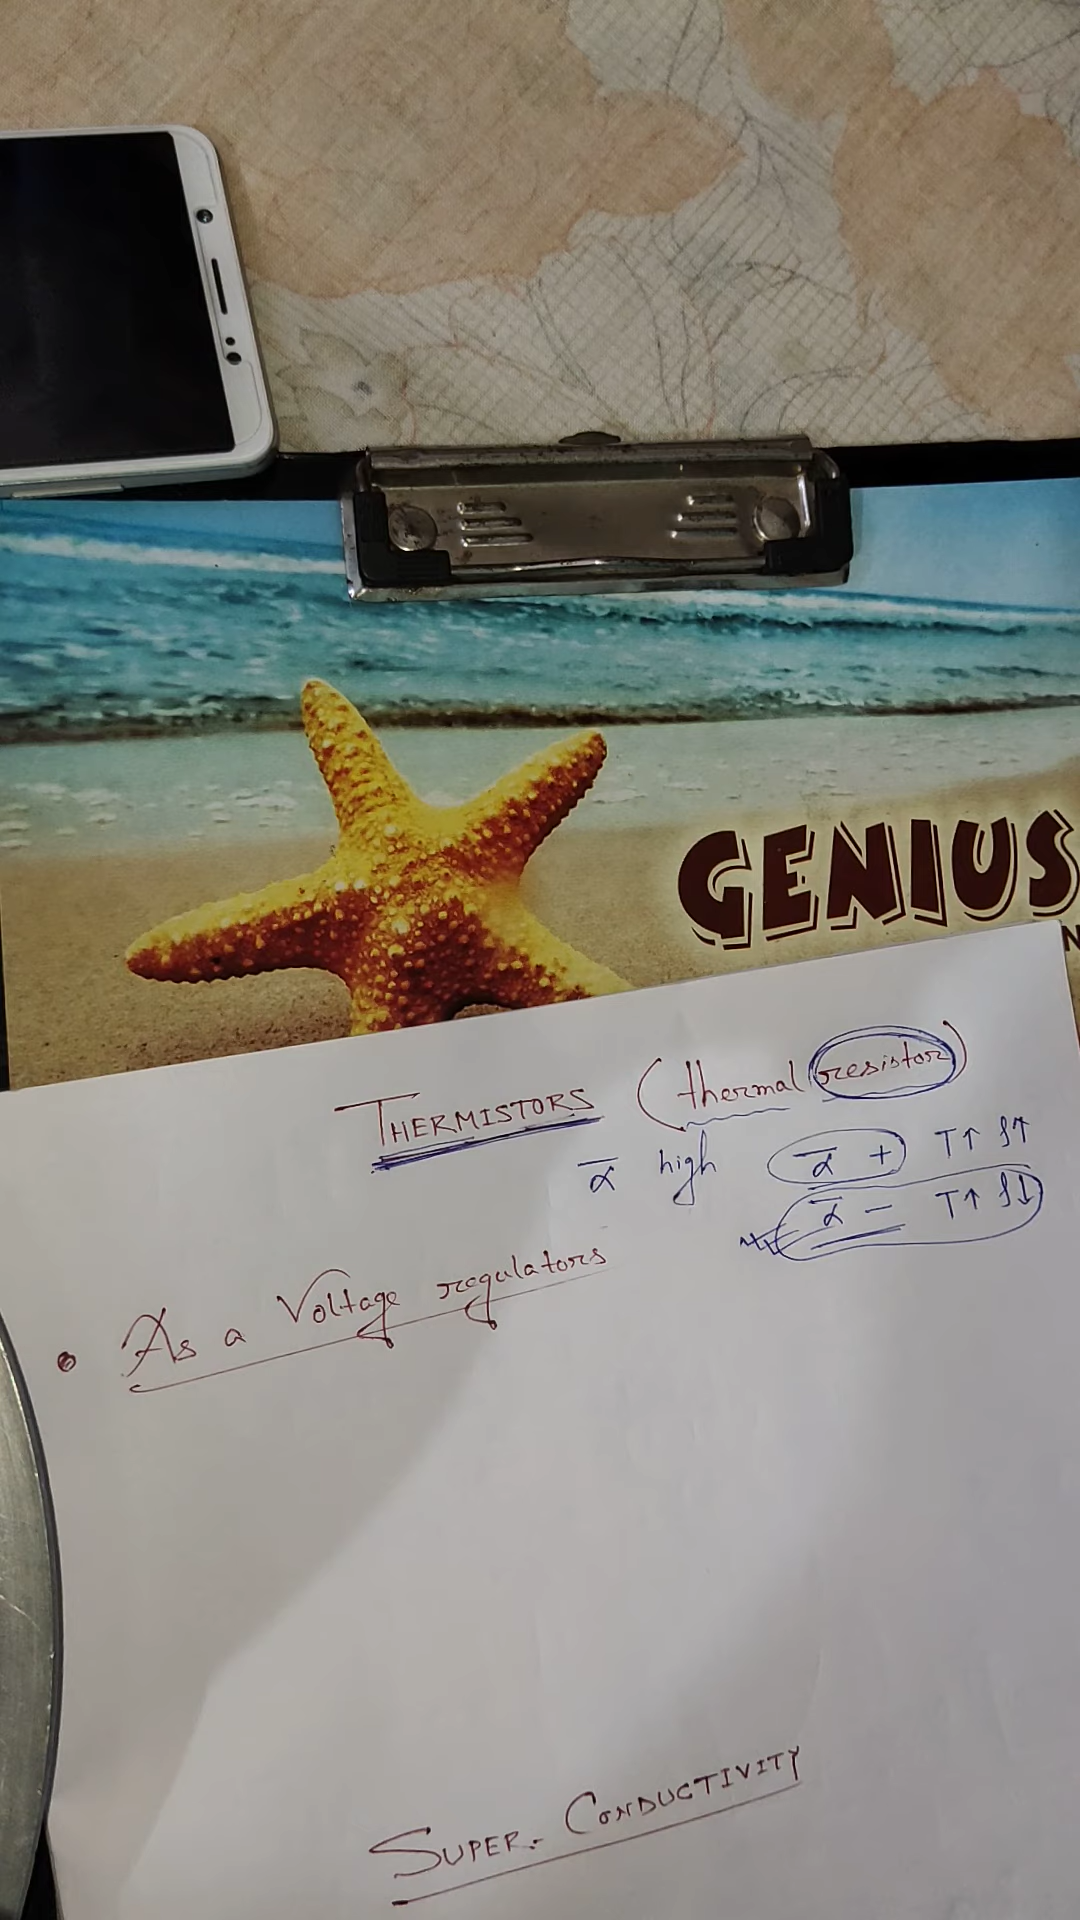 GENIUS
THERMISTORS (thermal resistor)
ᾱ high ᾱ + T↑ ρ↑
ᾱ − T↑ ρ↓
• As a Voltage regulators
SUPER-CONDUCTIVITY